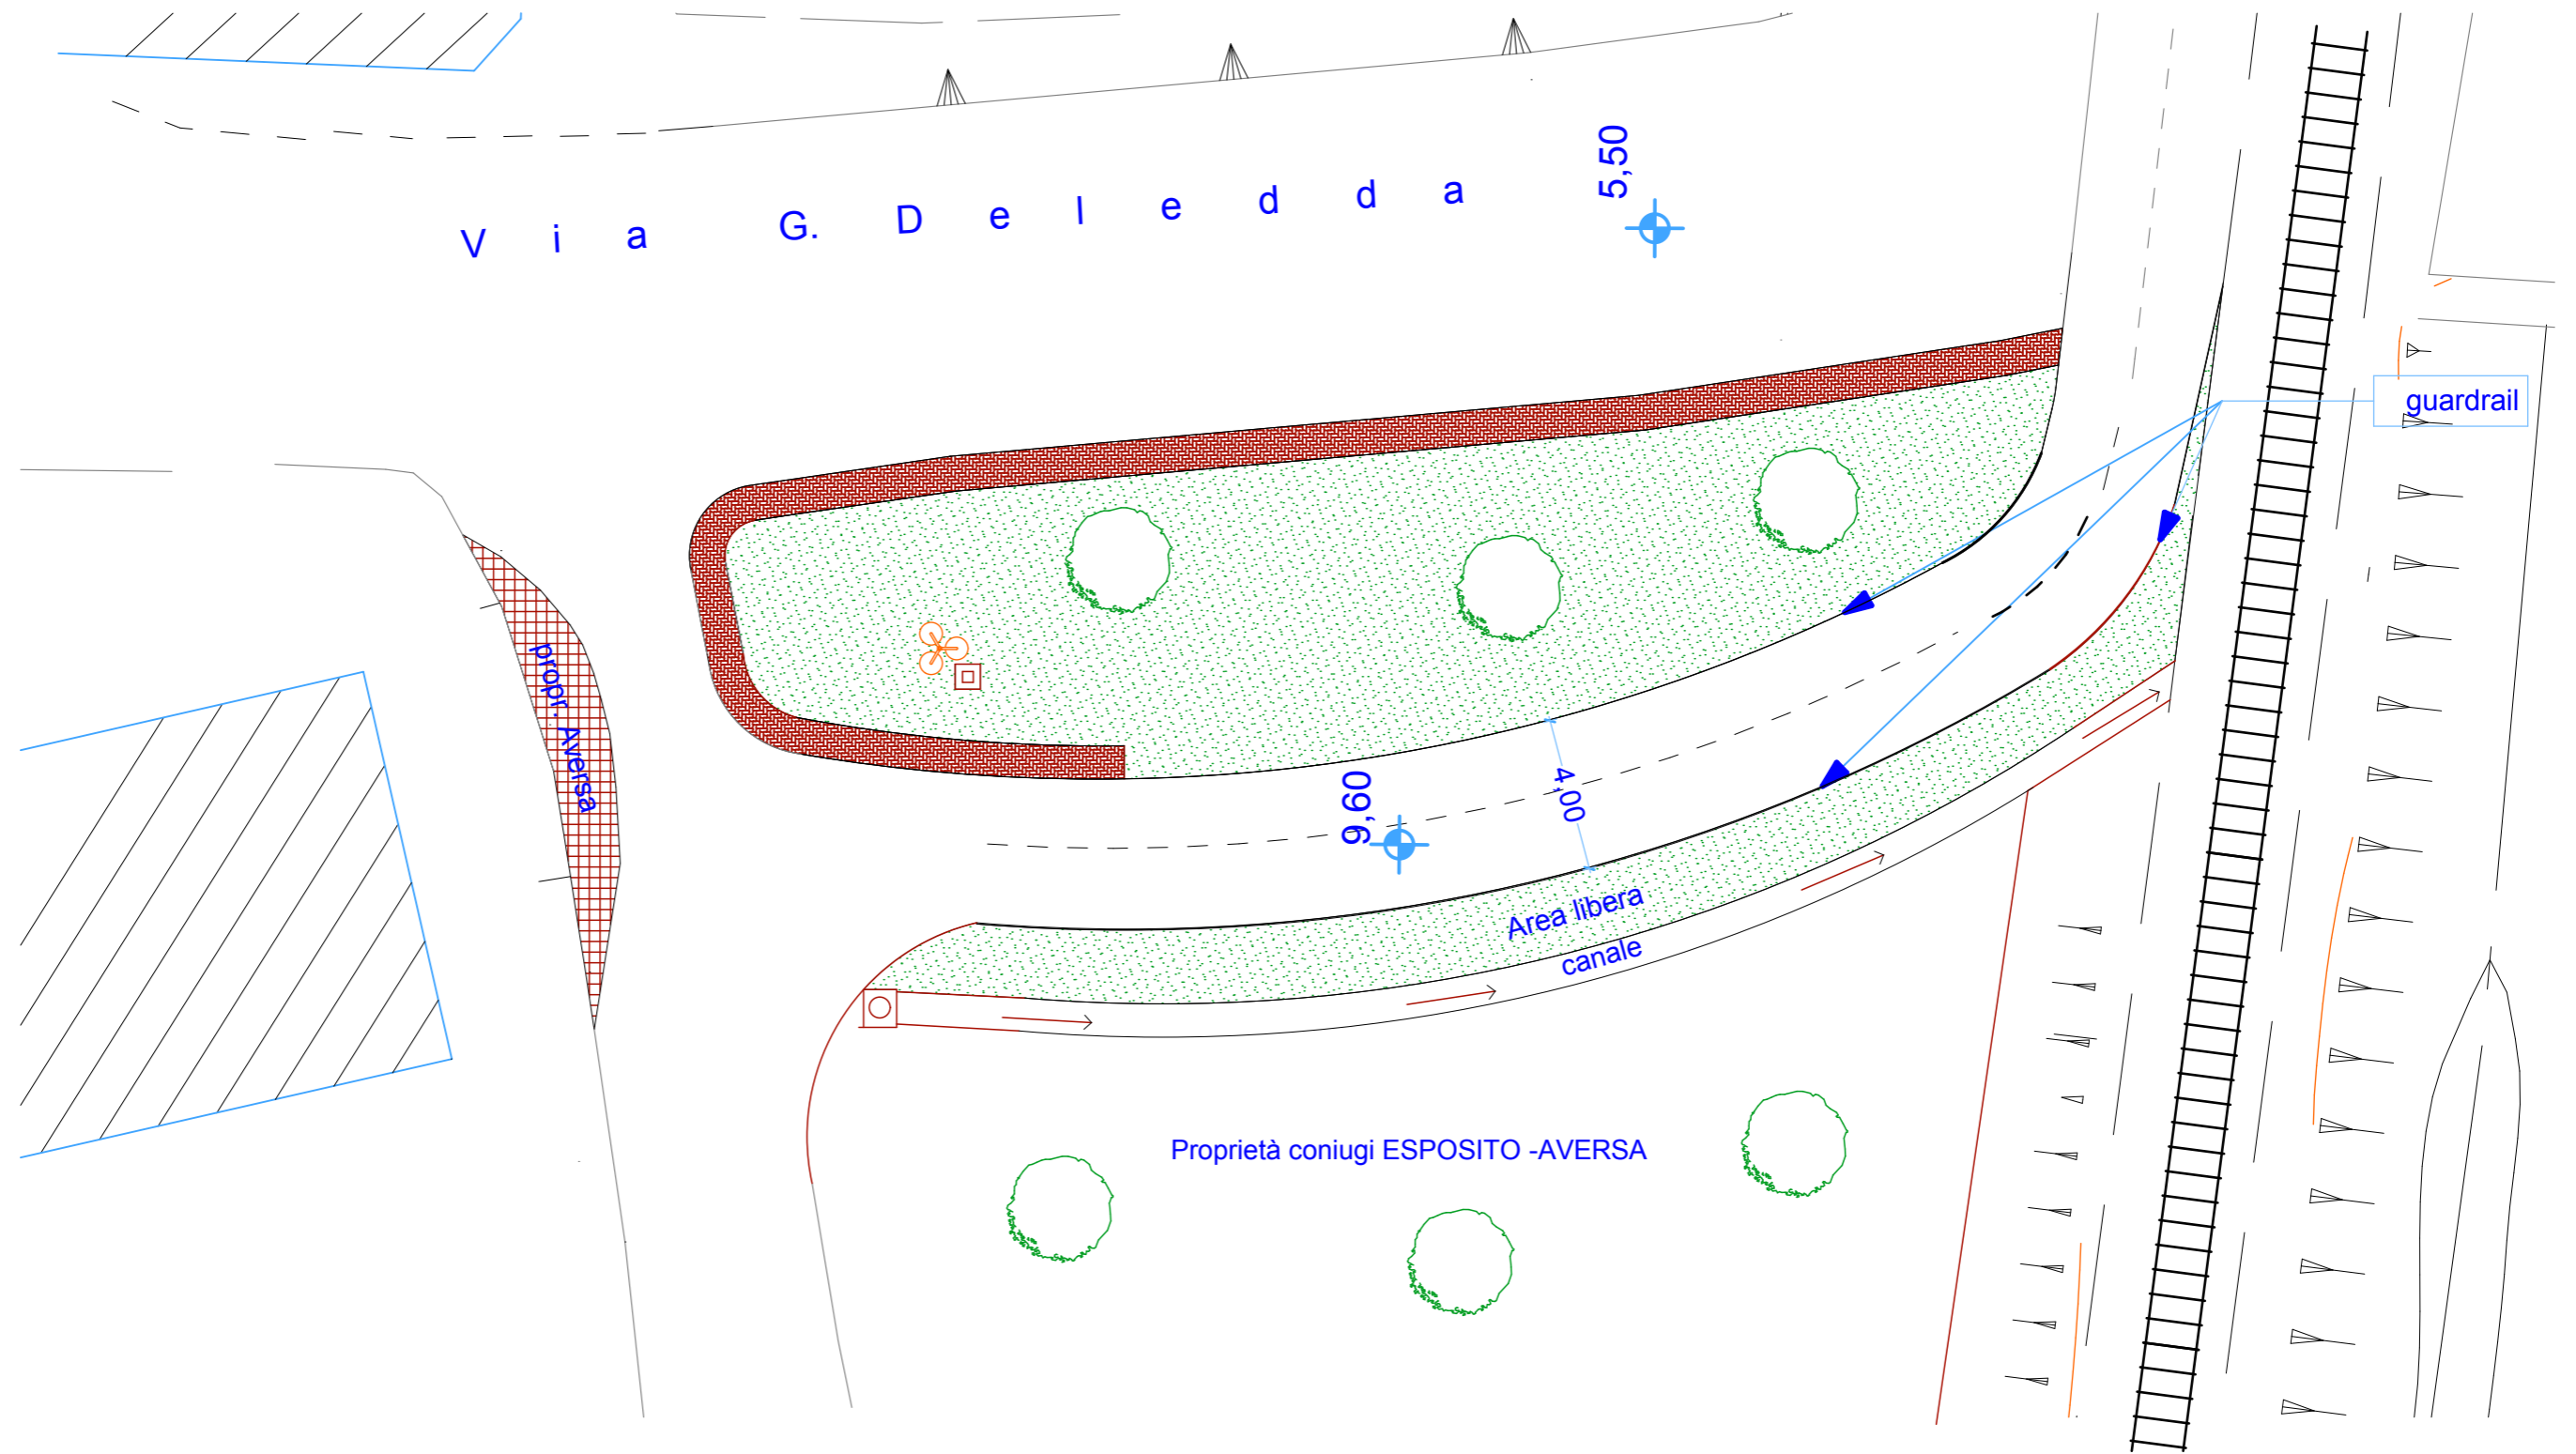 5,50
Via G. Deledda
guardrail
propr. Aversa
9,60
4,00
Area libera
canale
Proprietà coniugi ESPOSITO -AVERSA